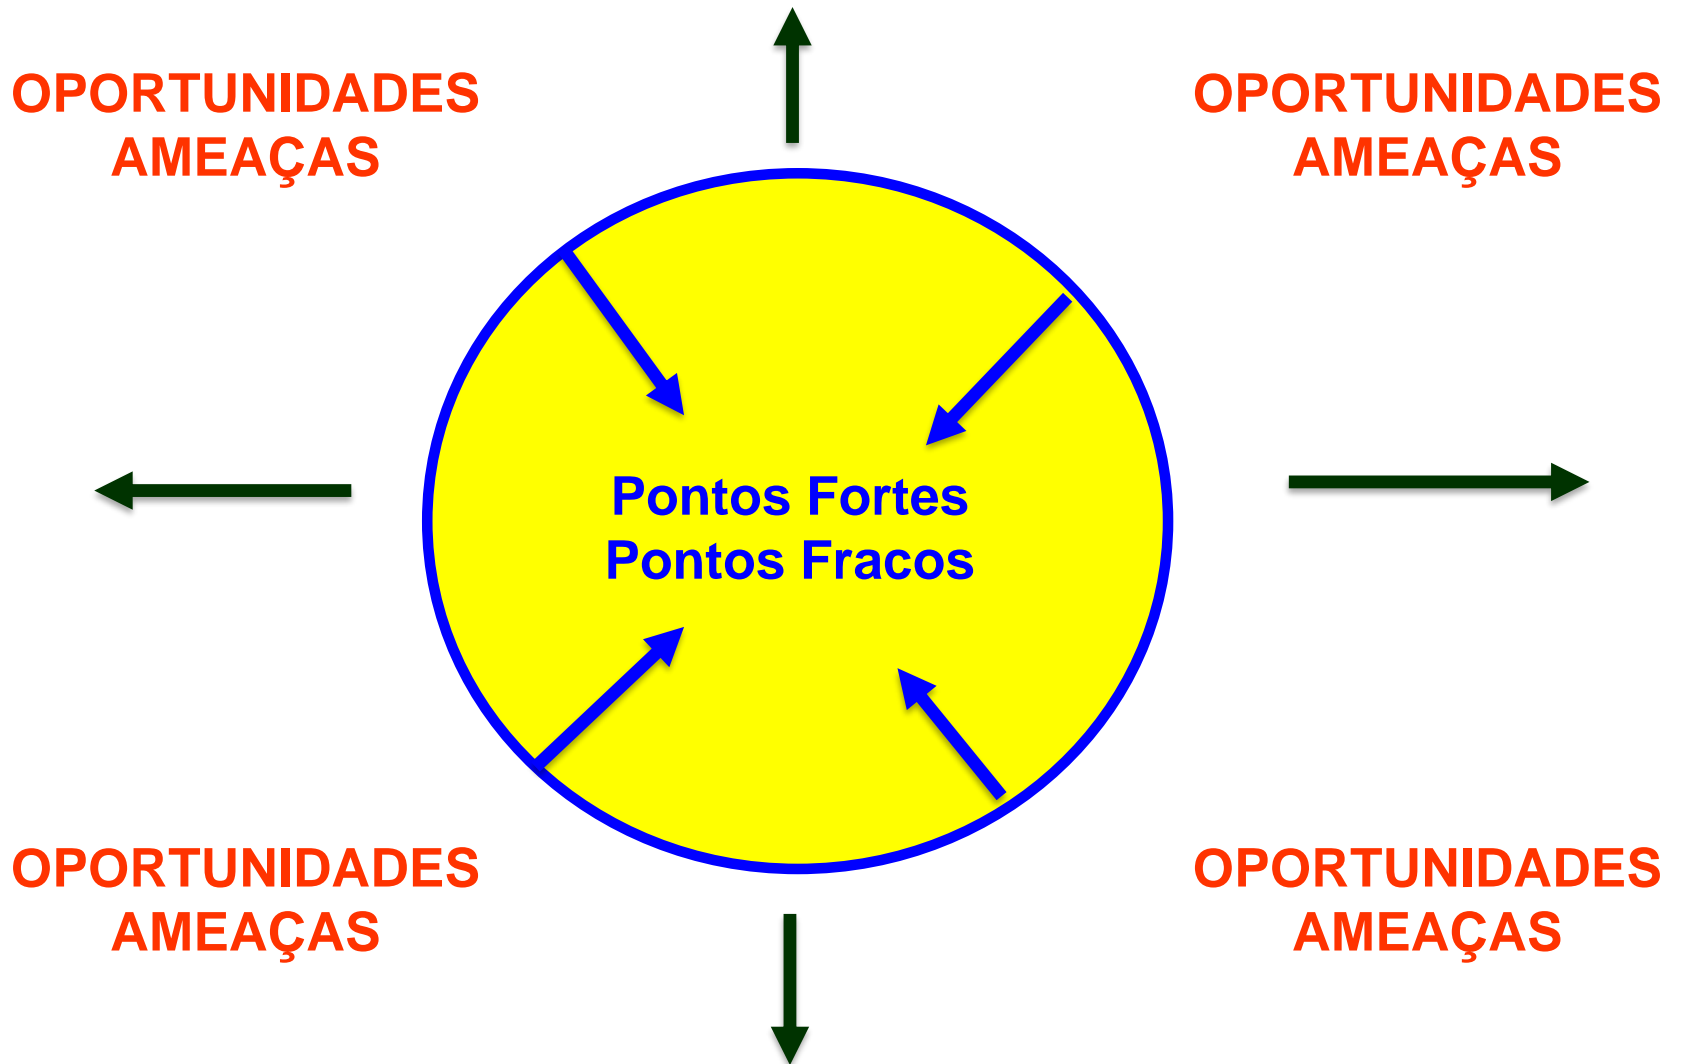 OPORTUNIDADES
AMEAÇAS
OPORTUNIDADES
AMEAÇAS
Pontos Fortes
Pontos Fracos
OPORTUNIDADES
AMEAÇAS
OPORTUNIDADES
AMEAÇAS